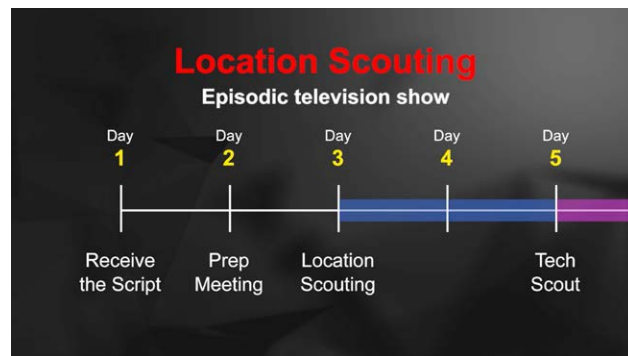 Location Scouting
Episodic television show
Day Day Day Day Day
1 2 3 4 5
Receive Prep Location Tech
the Script Meeting Scouting Scout